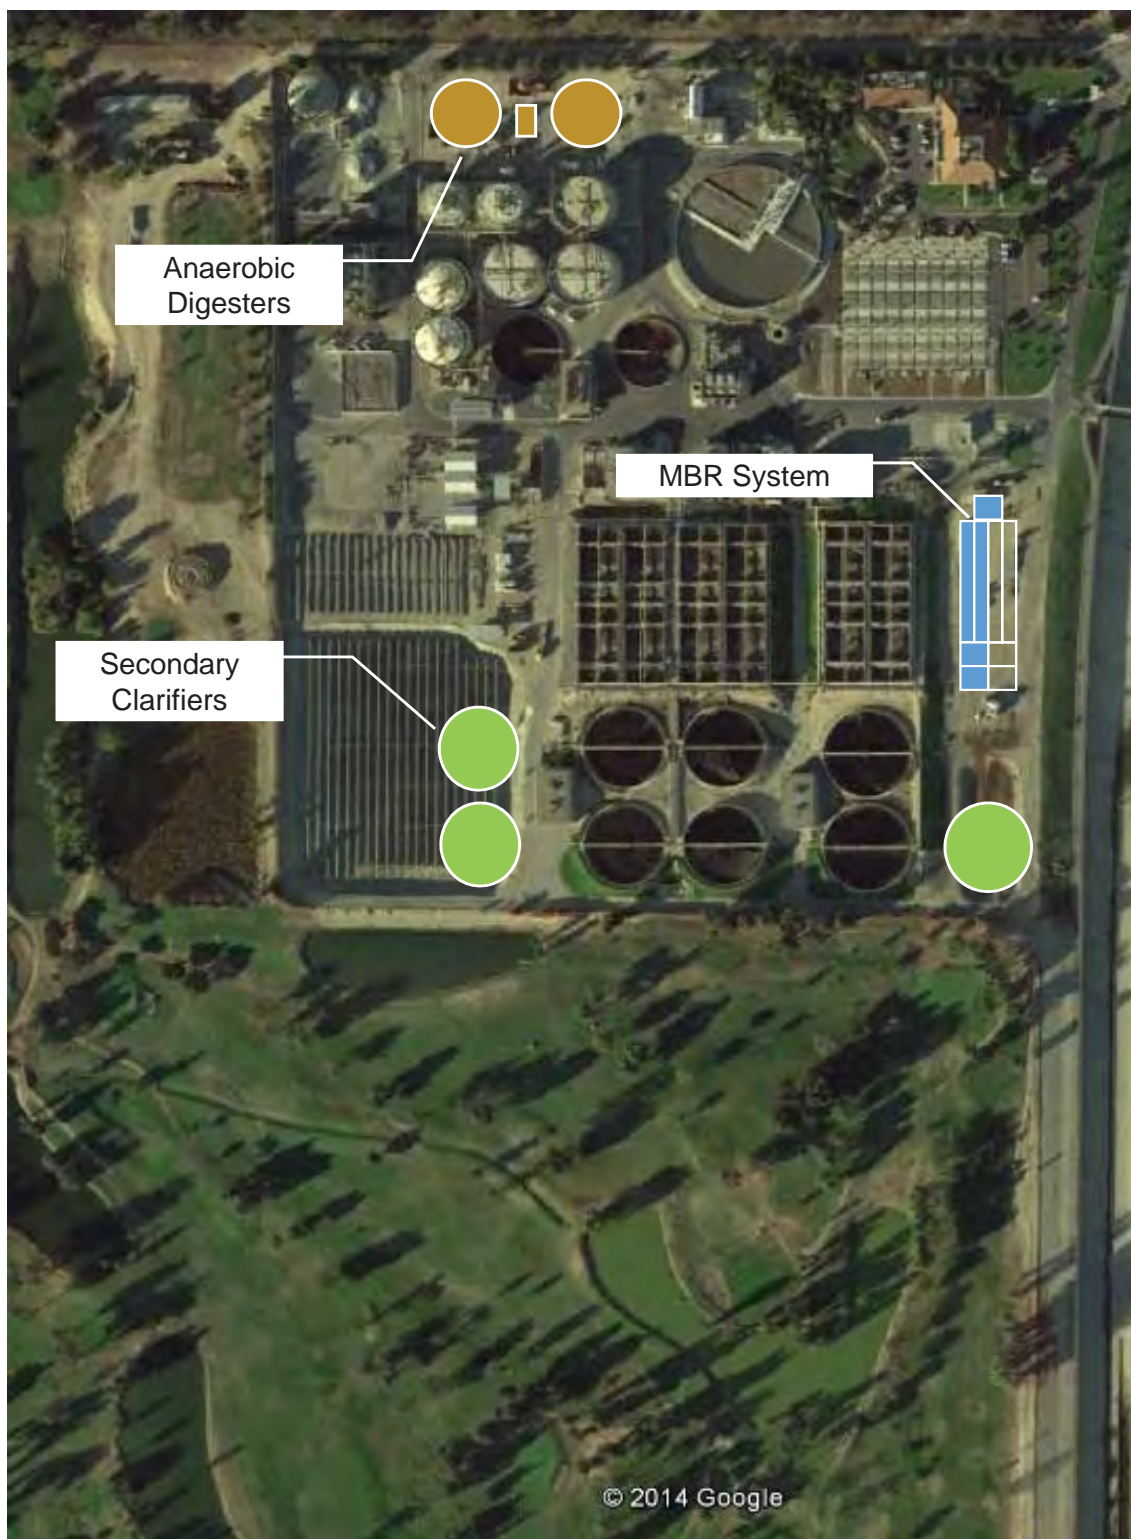 Anaerobic
Digesters
MBR System
Secondary
Clarifiers
© 2014 Google